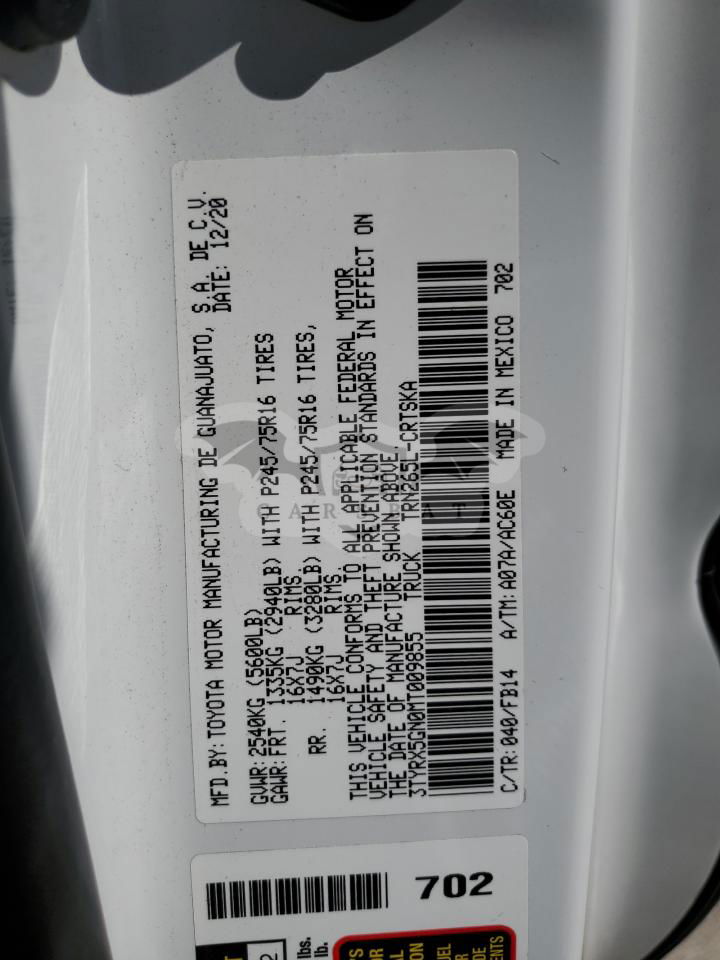 MFD.BY: TOYOTA MOTOR MANUFACTURING DE GUANAJUATO, S.A. DE C.V.
DATE: 12/20
GVWR: 2540KG (5600LB)
GAWR: FRT. 1335KG (2940LB) WITH P245/75R16 TIRES
16X7J RIMS
RR. 1490KG (3280LB) WITH P245/75R16 TIRES,
16X7J RIMS.
THIS VEHICLE CONFORMS TO ALL APPLICABLE FEDERAL MOTOR
VEHICLE SAFETY AND THEFT PREVENTION STANDARDS IN EFFECT ON
THE DATE OF MANUFACTURE SHOWN ABOVE.
3TYRX5GN0MT009855 TRUCK TRN265L-CRTSKA
C/TR: 040/FB14 A/TM: A07A/AC60E MADE IN MEXICO 702
702
lbs.
lb.